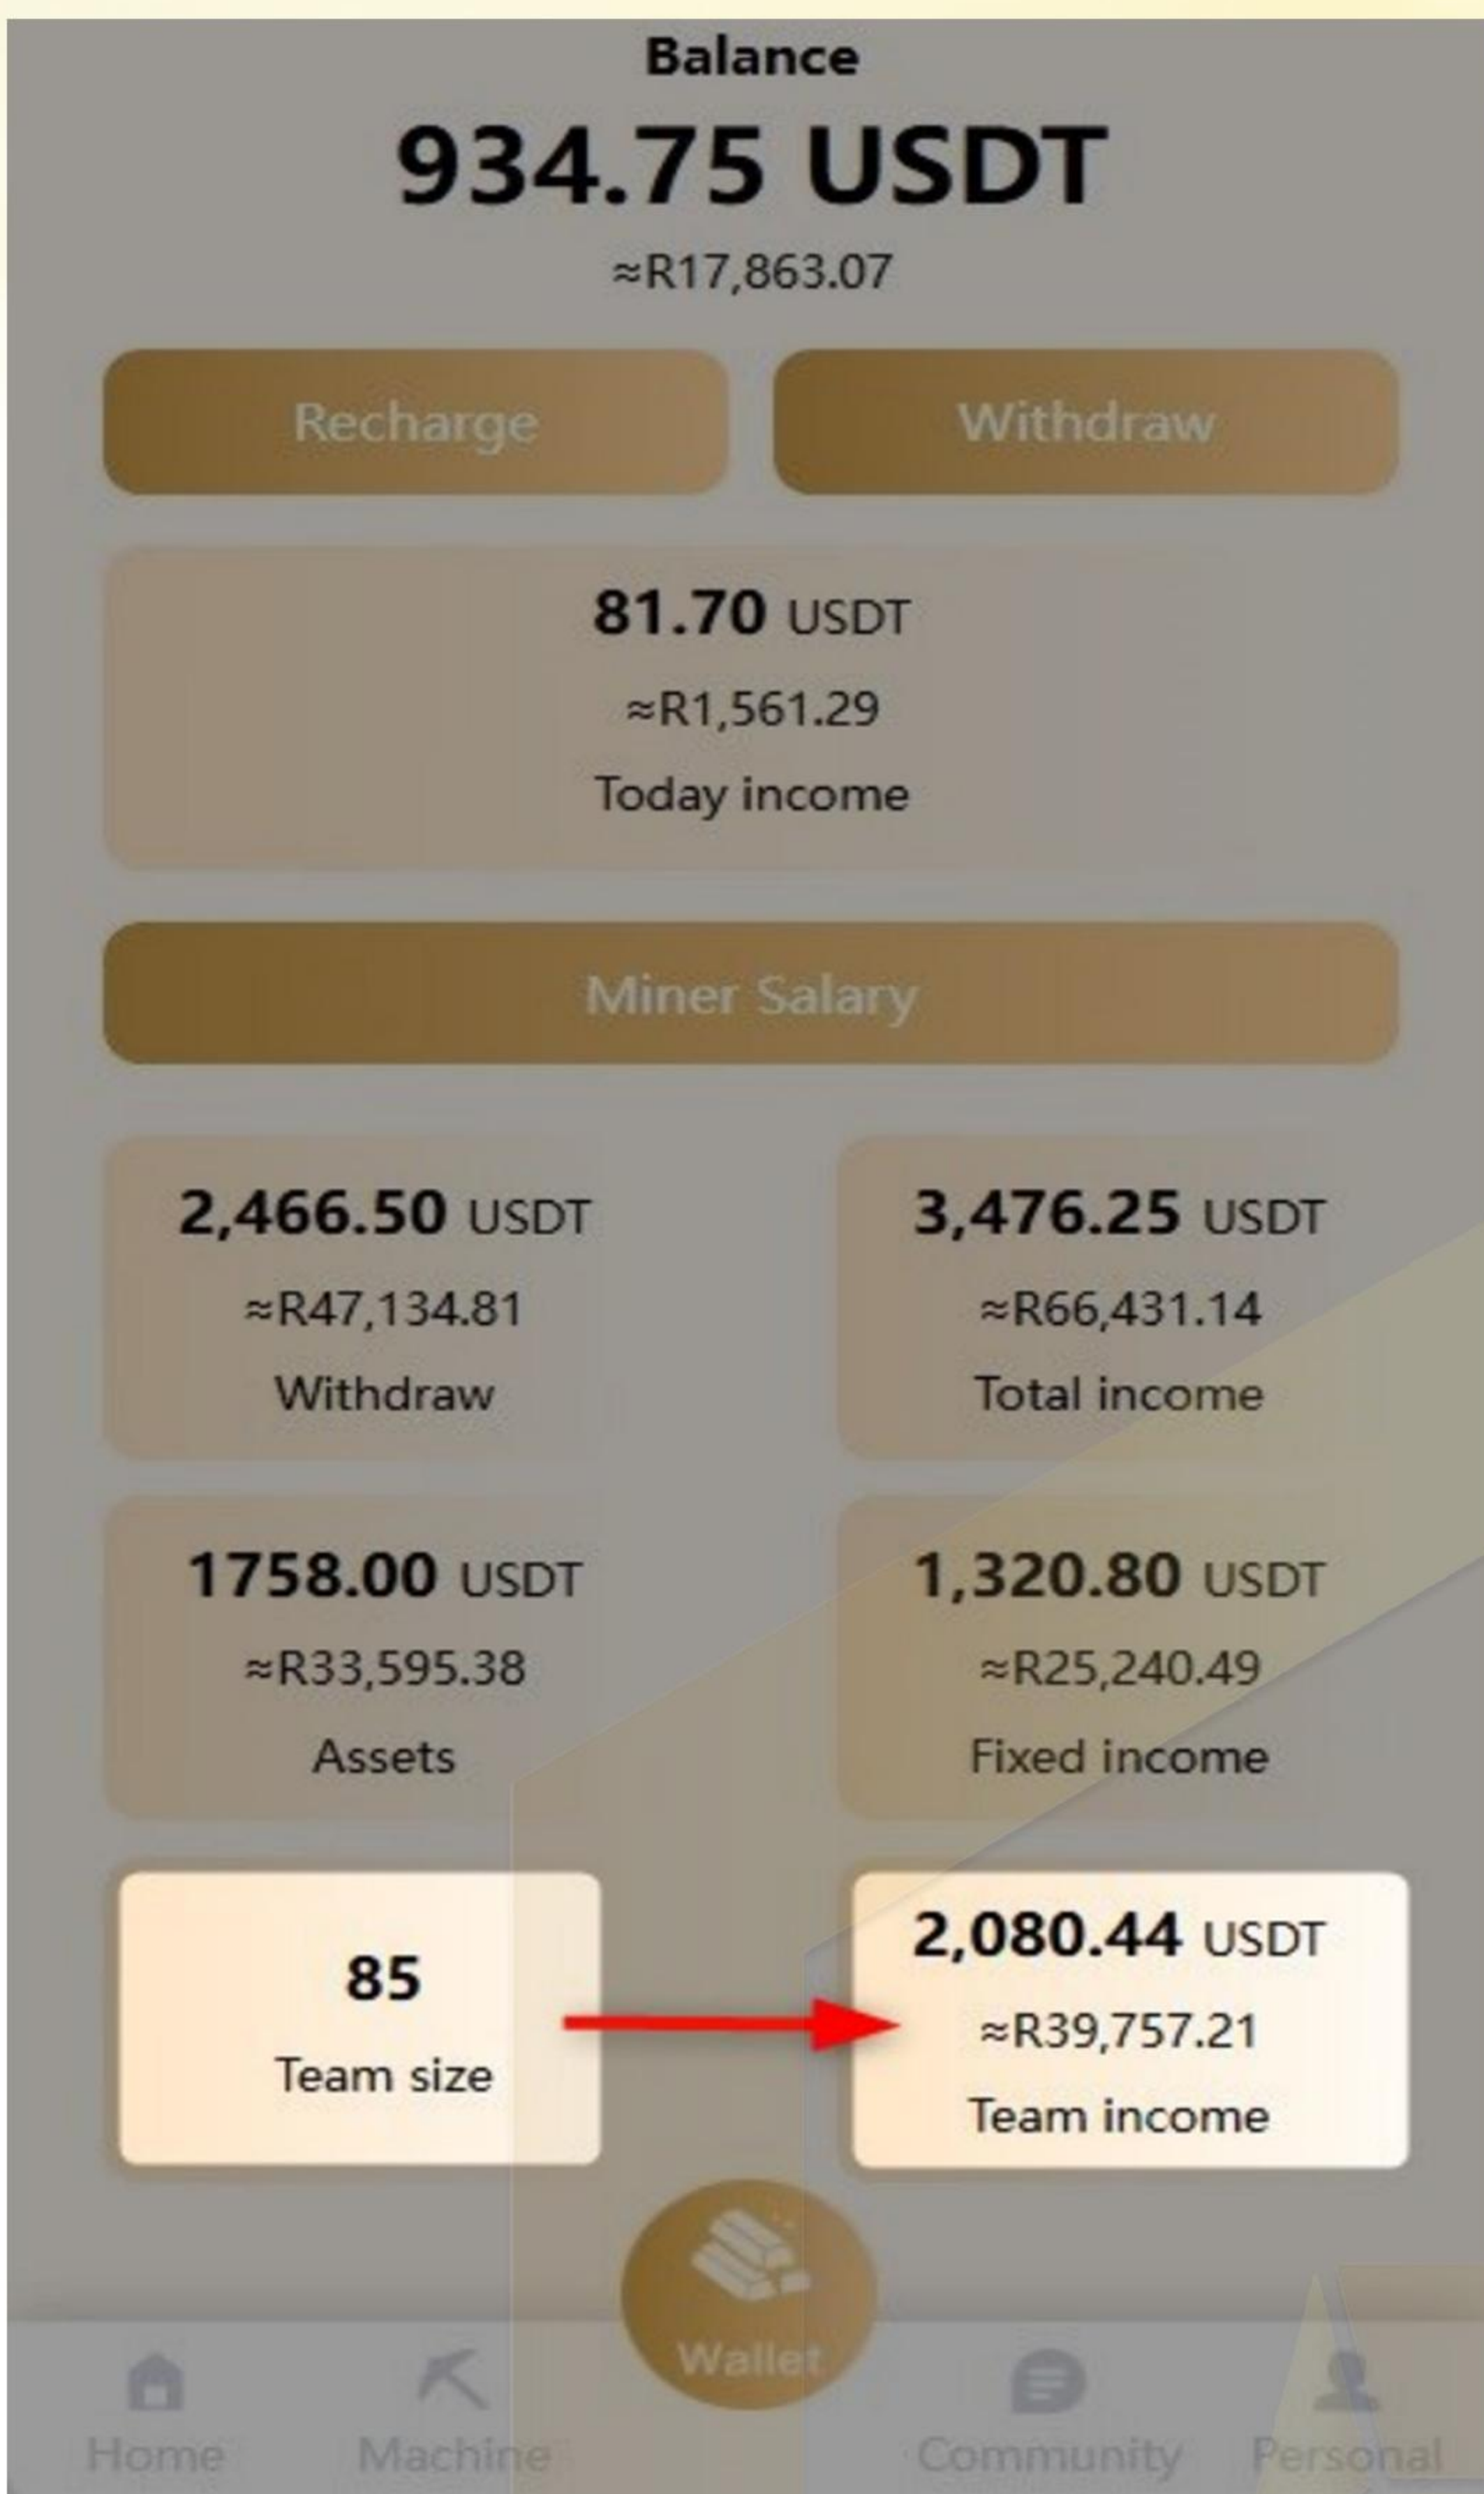 Balance
934.75 USDT
≈R17,863.07
Recharge
Withdraw
81.70 USDT
≈R1,561.29
Today income
Miner Salary
2,466.50 USDT
≈R47,134.81
Withdraw
3,476.25 USDT
≈R66,431.14
Total income
1758.00 USDT
≈R33,595.38
Assets
1,320.80 USDT
≈R25,240.49
Fixed income
85
Team size
2,080.44 USDT
≈R39,757.21
Team income
Home
Machine
Wallet
Community
Personal